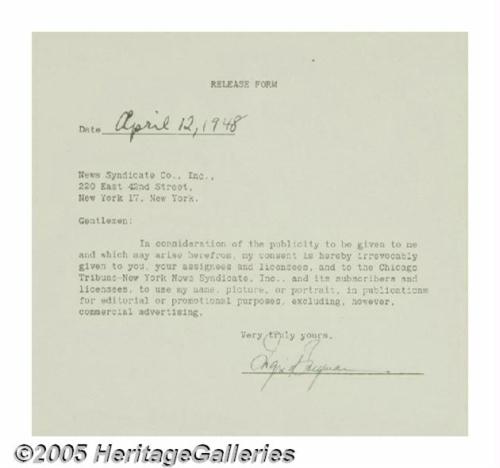 RELEASE FORM
Date April 12, 1948
News Syndicate Co., Inc.,
220 East 42nd Street,
New York 17, New York.
Gentlemen:
In consideration of the publicity to be given to me
and which may arise herefrom, my consent is hereby irrevocably
given to you, your assignees and licensees, and to the Chicago
Tribune-New York News Syndicate, Inc., and its subscribers and
licensees, to use my name, picture, or portrait, in publications
for editorial or promotional purposes, excluding, however,
commercial advertising.
Very truly yours,
Ingrid Bergman
©2005 HeritageGalleries